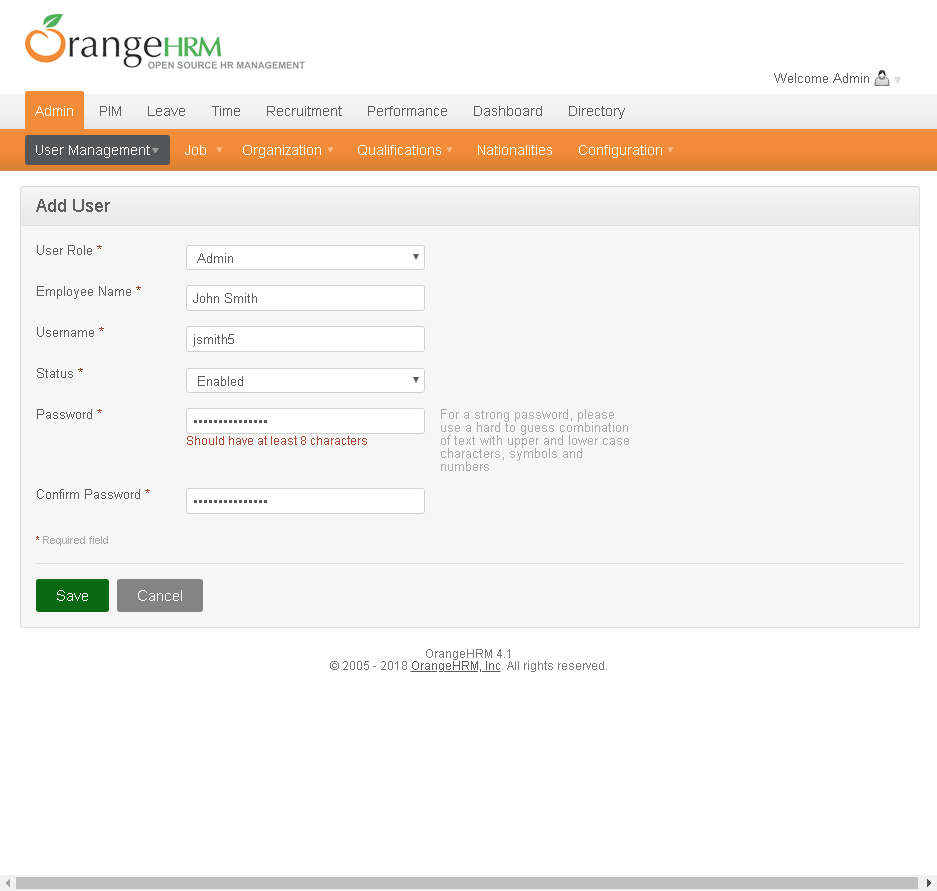 OrangeHRM
OPEN SOURCE HR MANAGEMENT
Welcome Admin
Admin PIM Leave Time Recruitment Performance Dashboard Directory
User Management Job Organization Qualifications Nationalities Configuration
Add User
User Role *
Admin
Employee Name *
John Smith
Username *
jsmith5
Status *
Enabled
Password *
•••••••••••••••
Should have at least 8 characters
For a strong password, please
use a hard to guess combination
of text with upper and lower case
characters, symbols and
numbers
Confirm Password *
•••••••••••••••
* Required field
Save Cancel
OrangeHRM 4.1
© 2005 - 2018 OrangeHRM, Inc. All rights reserved.